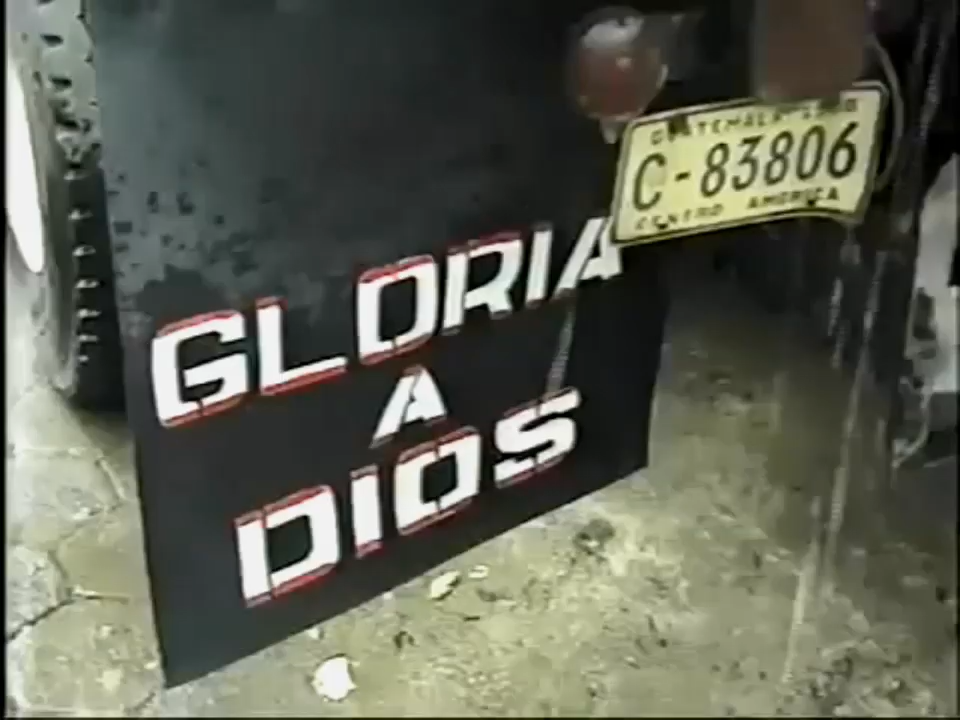 GUATEMALA
C-83806
CENTRO AMERICA
GLORIA
A
DIOS